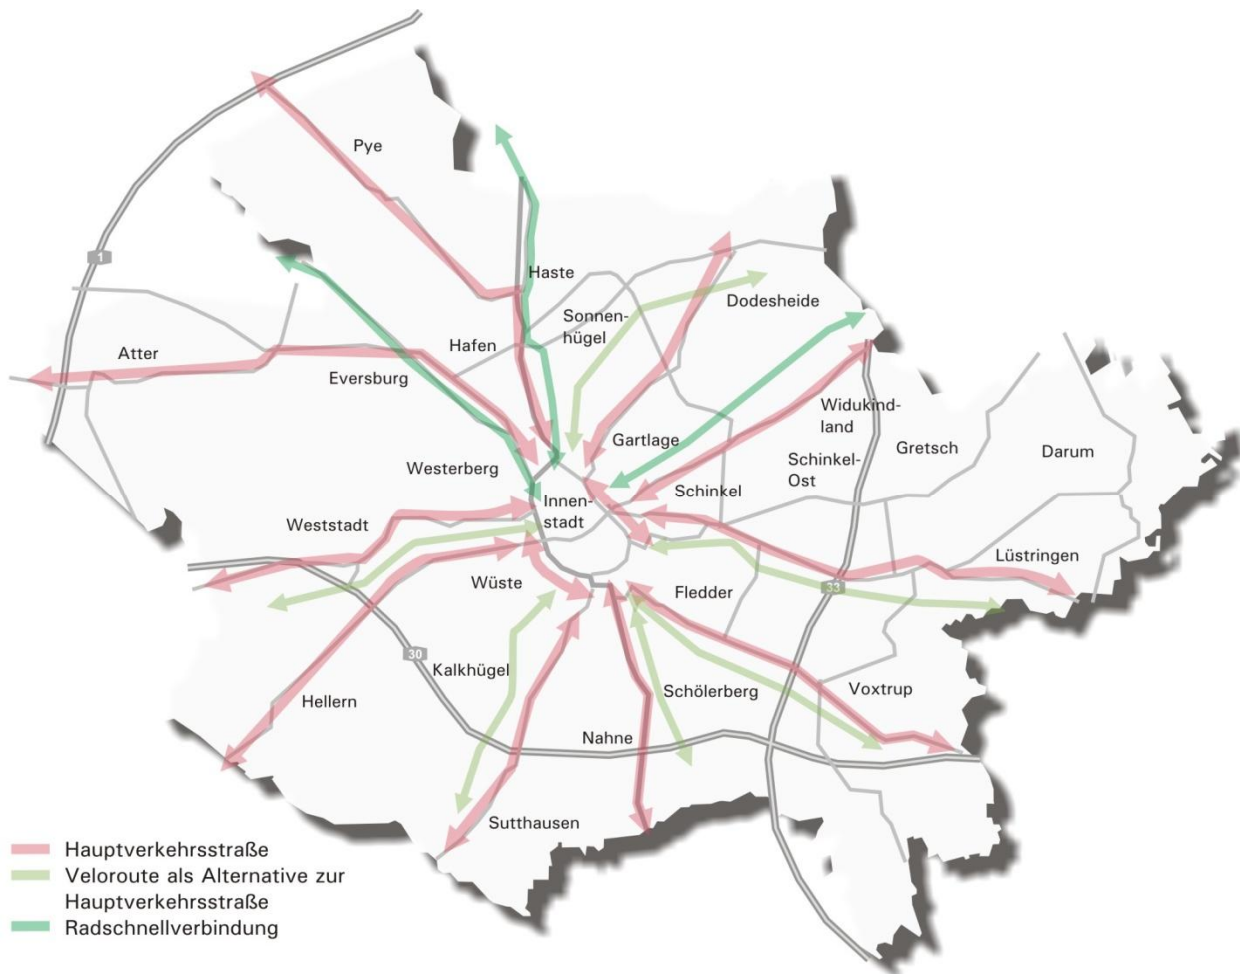 Pye
1
Haste
Sonnen-
hügel
Dodesheide
Hafen
Atter
Eversburg
Widukind-
land
Gartlage
Gretsch
Darum
Westerberg
Schinkel-
Ost
Schinkel
Innen-
stadt
Weststadt
Lüstringen
Wüste
Fledder
33
30
Kalkhügel
Schölerberg
Voxtrup
Hellern
Nahne
Sutthausen
Hauptverkehrsstraße
Veloroute als Alternative zur
Hauptverkehrsstraße
Radschnellverbindung